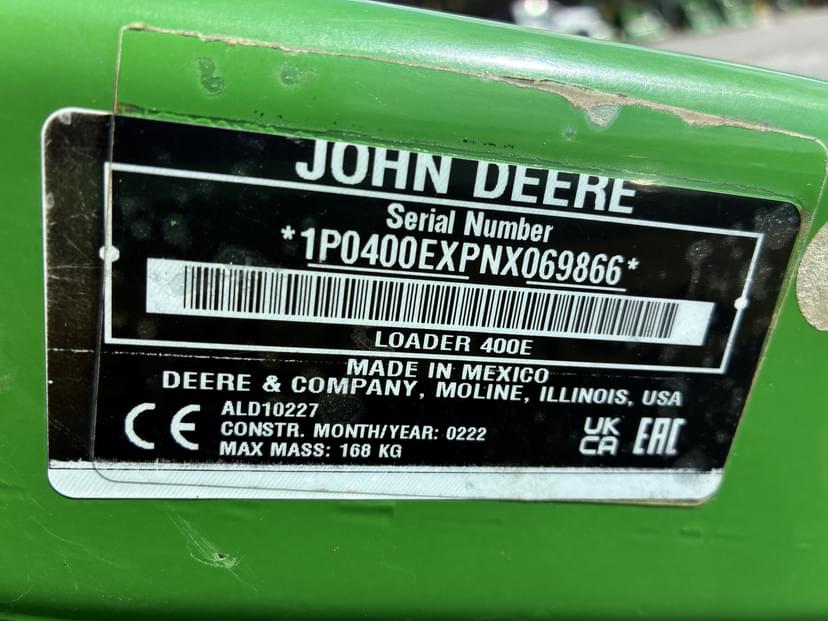 JOHN DEERE
Serial Number
*1P0400EXPNX069866*
LOADER 400E
MADE IN MEXICO
DEERE & COMPANY, MOLINE, ILLINOIS, USA
ALD10227
CONSTR. MONTH/YEAR: 0222
MAX MASS: 168 KG
CE
UK
CA
EAC